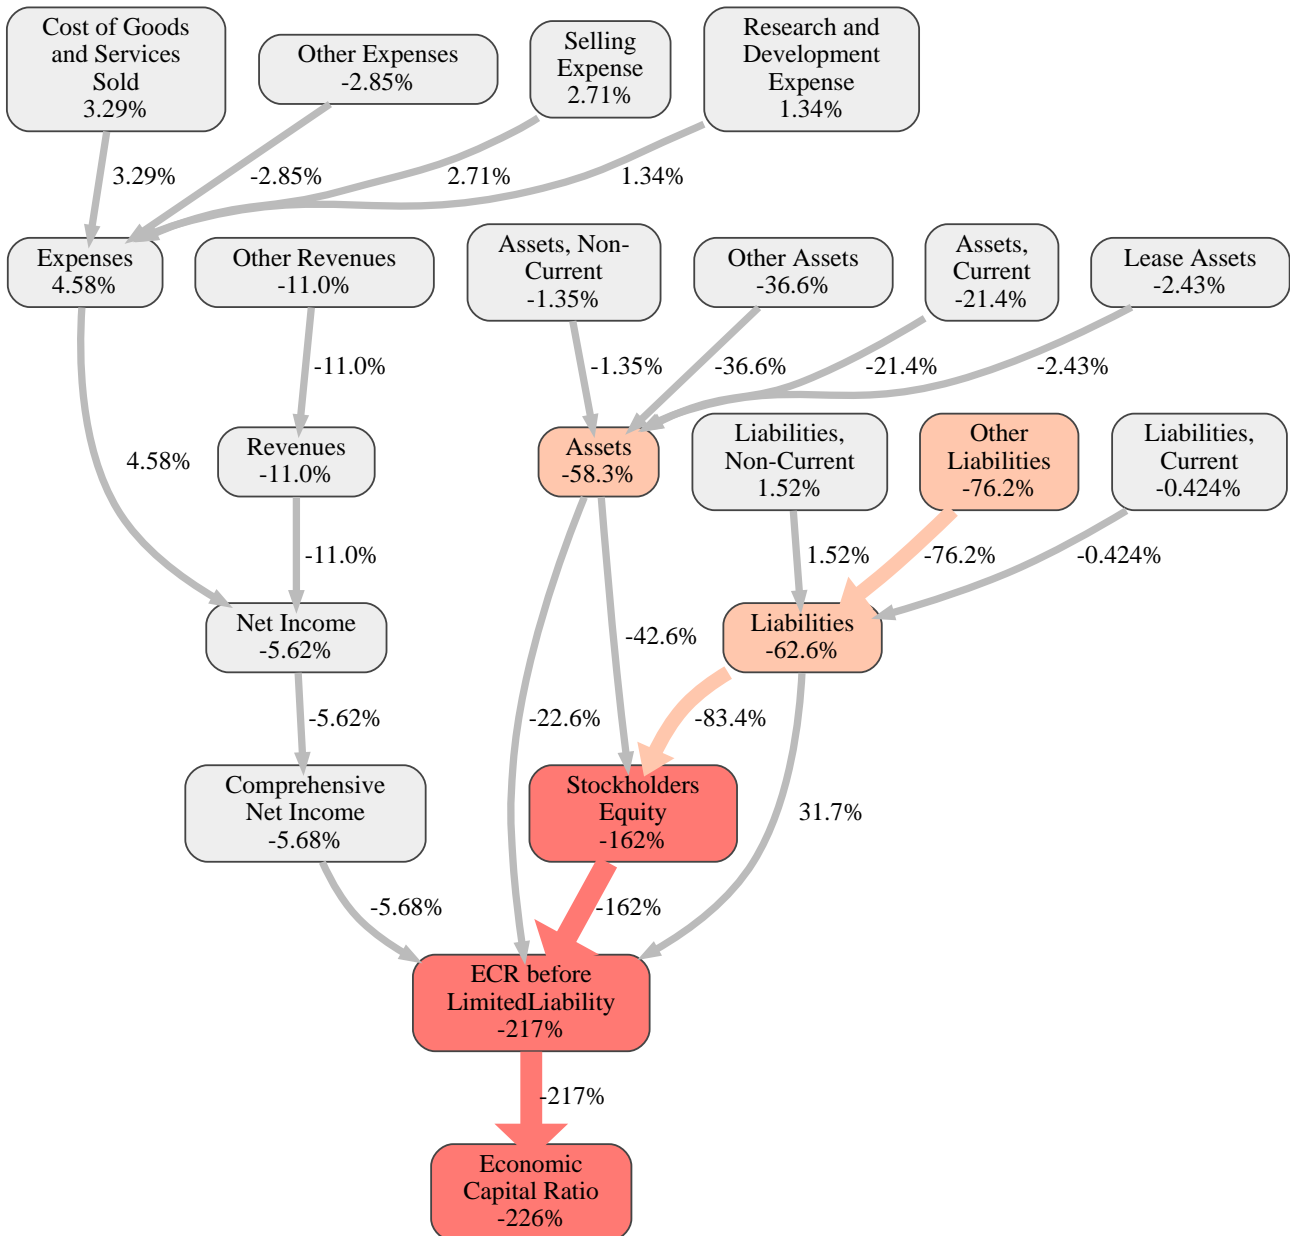 Cost of Goods
and Services
Sold
3.29%
Other Expenses
-2.85%
Selling
Expense
2.71%
Research and
Development
Expense
1.34%
3.29%
-2.85%
2.71%
1.34%
Expenses
4.58%
Other Revenues
-11.0%
Assets, Non-
Current
-1.35%
Other Assets
-36.6%
Assets,
Current
-21.4%
Lease Assets
-2.43%
-11.0%
-1.35%
-36.6%
-21.4%
-2.43%
4.58%
Revenues
-11.0%
Assets
-58.3%
Liabilities,
Non-Current
1.52%
Other
Liabilities
-76.2%
Liabilities,
Current
-0.424%
-11.0%
1.52%
-76.2%
-0.424%
Net Income
-5.62%
-42.6%
Liabilities
-62.6%
-5.62%
-22.6%
-83.4%
Comprehensive
Net Income
-5.68%
Stockholders
Equity
-162%
31.7%
-5.68%
-162%
ECR before
LimitedLiability
-217%
-217%
Economic
Capital Ratio
-226%